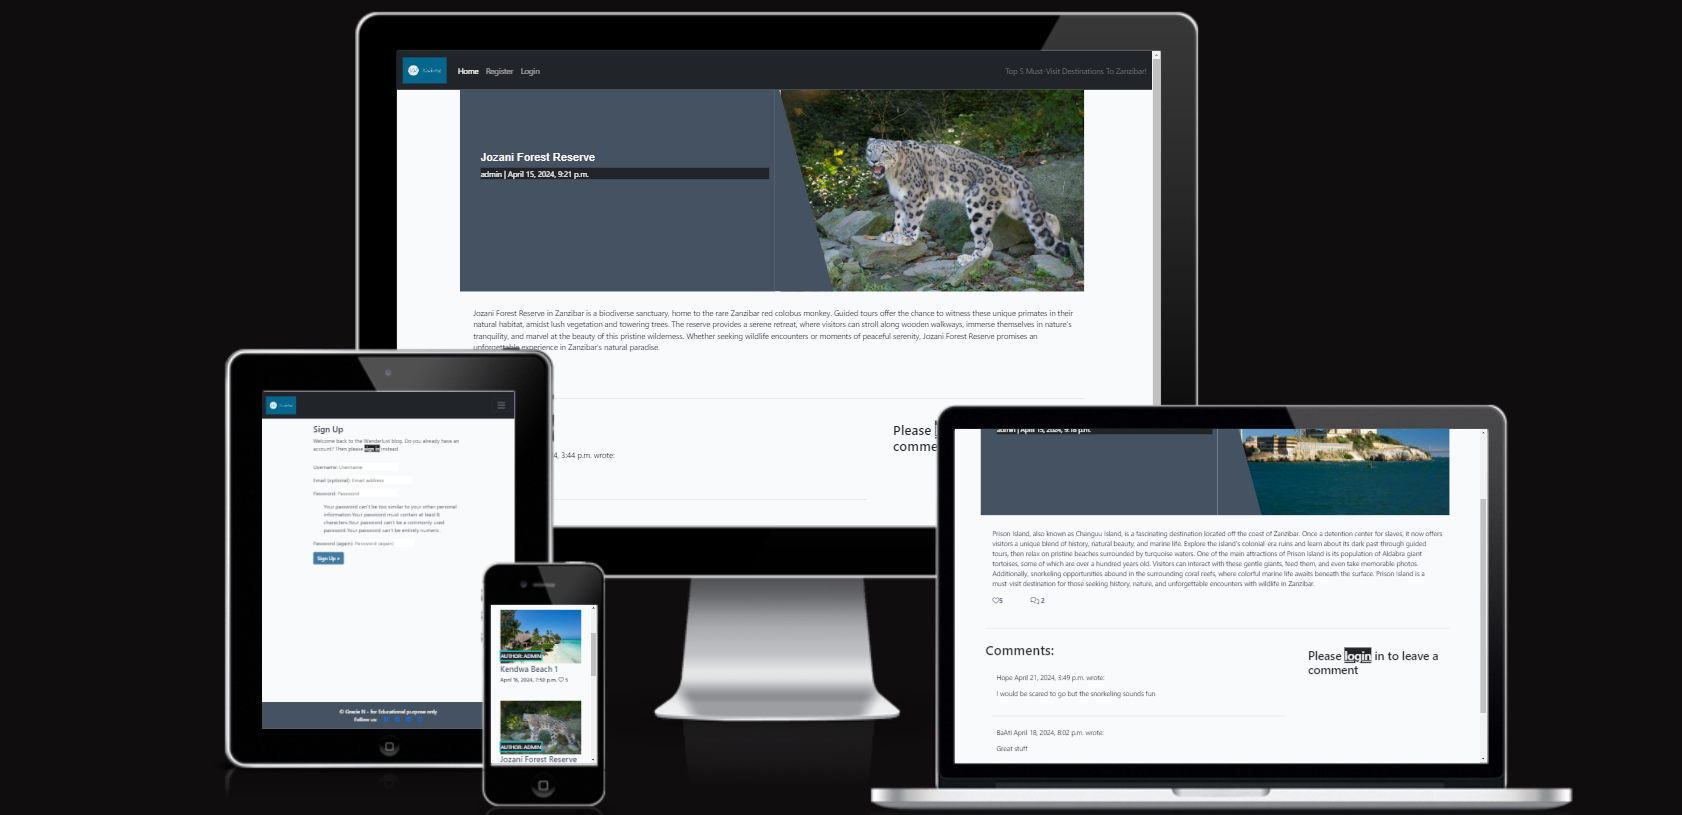 Home Register Login
Top 5 Must-Visit Destinations To Zanzibar!
Jozani Forest Reserve
admin | April 15, 2024, 9:21 p.m.
Jozani Forest Reserve in Zanzibar is a biodiverse sanctuary, home to the rare Zanzibar red colobus monkey. Guided tours offer the chance to witness these unique primates in their
natural habitat, amidst lush vegetation and towering trees. The reserve provides a serene retreat, where visitors can stroll along wooden walkways, immerse themselves in nature's
tranquility, and marvel at the beauty of this pristine wilderness. Whether seeking wildlife encounters or moments of peaceful serenity, Jozani Forest Reserve promises an
unforgettable experience in Zanzibar's natural paradise.
Please
comme
4, 3:44 p.m. wrote:
Sign Up
Welcome back to the Wanderlust blog. Do you already have an
account? Then please sign in instead.
Username: Username
Email (optional): Email address
Password: Password
Your password can't be too similar to your other personal
information.Your password must contain at least 8
characters.Your password can't be a commonly used
password.Your password can't be entirely numeric.
Password (again): Password (again)
Sign Up »
© Gracia N - for Educational purpose only
Follow us:
AUTHOR: ADMIN
Kendwa Beach 1
April 16, 2024, 7:50 p.m. 5
AUTHOR: ADMIN
Jozani Forest Reserve
admin | April 15, 2024, 9:18 p.m.
Prison Island, also known as Changuu Island, is a fascinating destination located off the coast of Zanzibar. Once a detention center for slaves, it now offers
visitors a unique blend of history, natural beauty, and marine life. Explore the island's colonial-era ruins and learn about its dark past through guided
tours, then relax on pristine beaches surrounded by turquoise waters. One of the main attractions of Prison Island is its population of Aldabra giant
tortoises, some of which are over a hundred years old. Visitors can interact with these gentle giants, feed them, and even take memorable photos.
Additionally, snorkeling opportunities abound in the surrounding coral reefs, where colorful marine life awaits beneath the surface. Prison Island is a
must-visit destination for those seeking history, nature, and unforgettable encounters with wildlife in Zanzibar.
5 2
Comments:
Please login in to leave a
comment
Hope April 21, 2024, 3:49 p.m. wrote:
I would be scared to go but the snorkeling sounds fun
BaAti April 18, 2024, 8:02 p.m. wrote:
Great stuff